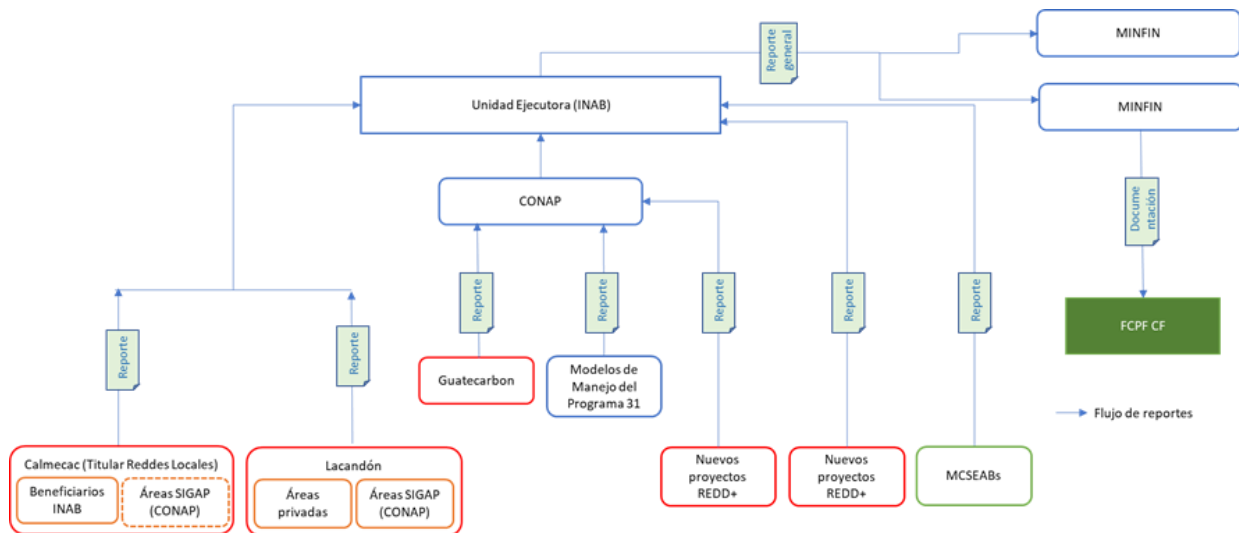 MINFIN
Reporte
general
Unidad Ejecutora (INAB)
MINFIN
CONAP
Docume
ntación
Reporte
Reporte
Reporte
Reporte
Reporte
Reporte
Reporte
FCPF CF
Guatecarbon
Modelos de
Manejo del
Programa 31
Flujo de reportes
Calmecac (Titular Reddes Locales)
Beneficiarios
INAB
Áreas SIGAP
(CONAP)
Lacandón
Áreas
privadas
Áreas SIGAP
(CONAP)
Nuevos
proyectos
REDD+
Nuevos
proyectos
REDD+
MCSEABs